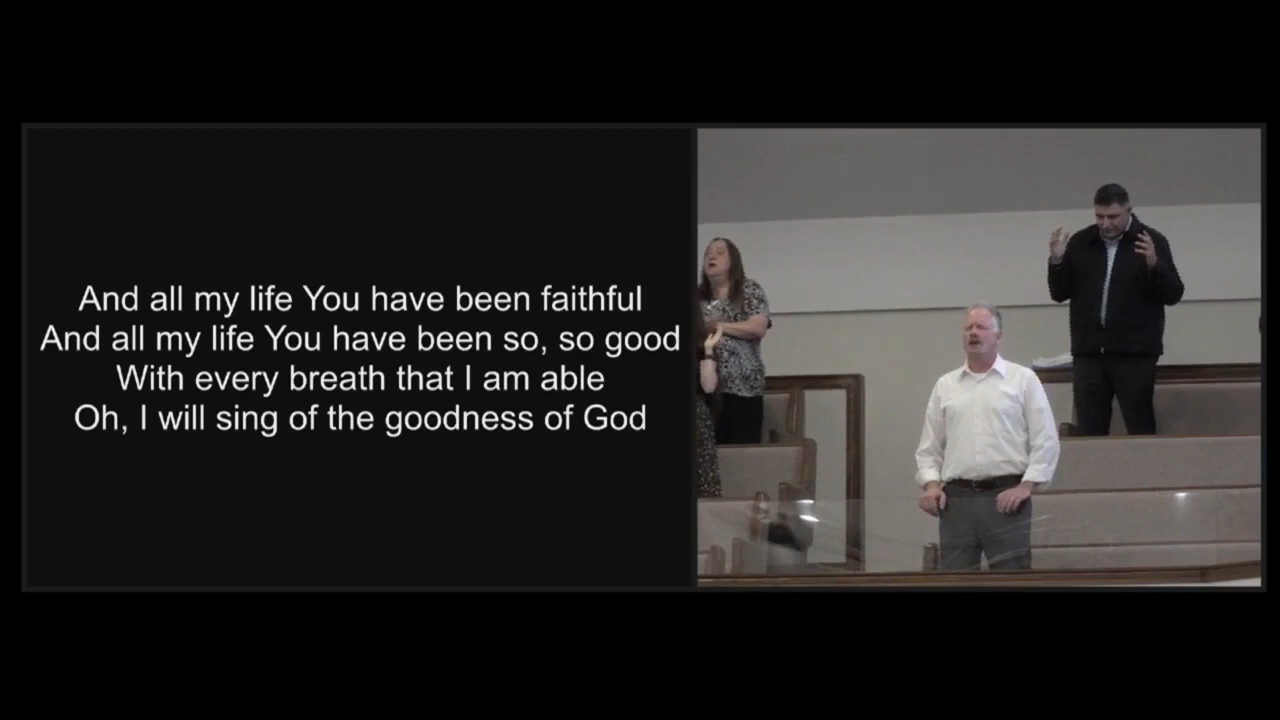 And all my life You have been faithful
And all my life You have been so, so good
With every breath that I am able
Oh, I will sing of the goodness of God